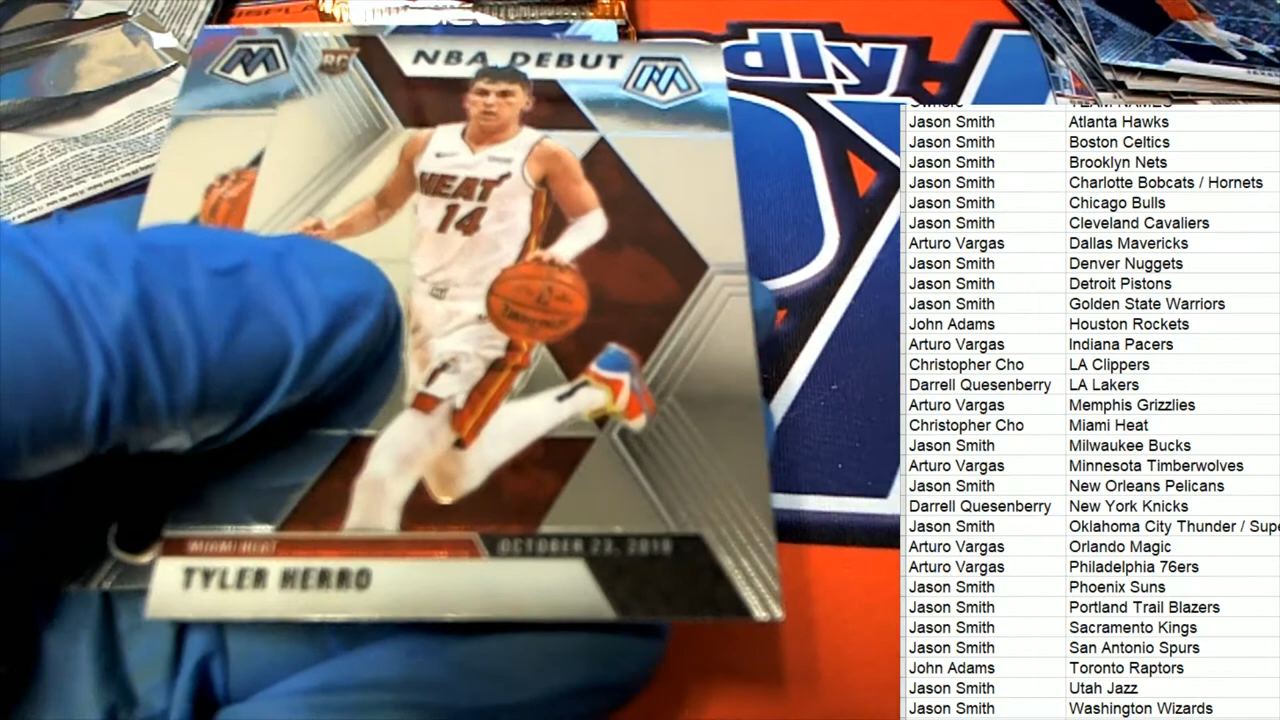 NBA DEBUT
RC
HEAT
14
MIAMI HEAT
OCTOBER 23, 2019
TYLER HERRO
dly
Owners TEAM NAMES
Jason Smith Atlanta Hawks
Jason Smith Boston Celtics
Jason Smith Brooklyn Nets
Jason Smith Charlotte Bobcats / Hornets
Jason Smith Chicago Bulls
Jason Smith Cleveland Cavaliers
Arturo Vargas Dallas Mavericks
Jason Smith Denver Nuggets
Jason Smith Detroit Pistons
Jason Smith Golden State Warriors
John Adams Houston Rockets
Arturo Vargas Indiana Pacers
Christopher Cho LA Clippers
Darrell Quesenberry LA Lakers
Arturo Vargas Memphis Grizzlies
Christopher Cho Miami Heat
Jason Smith Milwaukee Bucks
Arturo Vargas Minnesota Timberwolves
Jason Smith New Orleans Pelicans
Darrell Quesenberry New York Knicks
Jason Smith Oklahoma City Thunder / Supe
Arturo Vargas Orlando Magic
Arturo Vargas Philadelphia 76ers
Jason Smith Phoenix Suns
Jason Smith Portland Trail Blazers
Jason Smith Sacramento Kings
Jason Smith San Antonio Spurs
John Adams Toronto Raptors
Jason Smith Utah Jazz
Jason Smith Washington Wizards